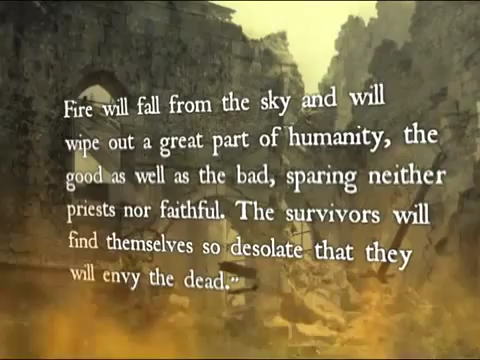 Fire will fall from the sky and will
wipe out a great part of humanity, the
good as well as the bad, sparing neither
priests nor faithful. The survivors will
find themselves so desolate that they
will envy the dead."